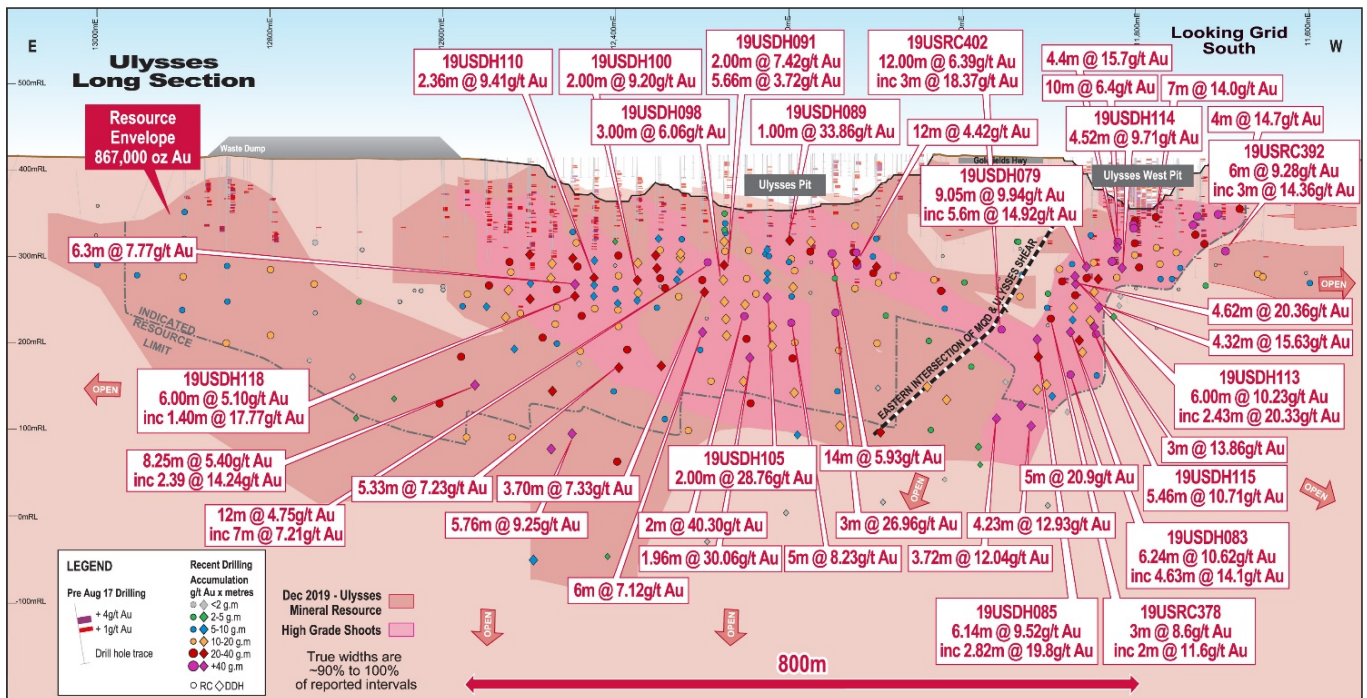 13000mE
12800mE
12600mE
12,400mE
11,800mE
11,600mE
E
Looking Grid
South
W
Ulysses
Long Section
500mRL
400mRL
300mRL
200mRL
100mRL
0mRL
-100mRL
Resource
Envelope
867,000 oz Au
Waste Dump
19USDH110
2.36m @ 9.41g/t Au
19USDH100
2.00m @ 9.20g/t Au
19USDH091
2.00m @ 7.42g/t Au
5.66m @ 3.72g/t Au
19USDH098
3.00m @ 6.06g/t Au
19USDH089
1.00m @ 33.86g/t Au
19USRC402
12.00m @ 6.39g/t Au
inc 3m @ 18.37g/t Au
12m @ 4.42g/t Au
4.4m @ 15.7g/t Au
10m @ 6.4g/t Au
7m @ 14.0g/t Au
19USDH114
4.52m @ 9.71g/t Au
4m @ 14.7g/t Au
19USRC392
6m @ 9.28g/t Au
inc 3m @ 14.36g/t Au
Goldfields Hwy
19USDH079
9.05m @ 9.94g/t Au
inc 5.6m @ 14.92g/t Au
Ulysses Pit
Ulysses West Pit
6.3m @ 7.77g/t Au
INDICATED
RESOURCE
LIMIT
EASTERN INTERSECTION OF MQD & ULYSSES SHEAR
OPEN
OPEN
4.62m @ 20.36g/t Au
4.32m @ 15.63g/t Au
19USDH118
6.00m @ 5.10g/t Au
inc 1.40m @ 17.77g/t Au
19USDH113
6.00m @ 10.23g/t Au
inc 2.43m @ 20.33g/t Au
8.25m @ 5.40g/t Au
inc 2.39 @ 14.24g/t Au
5.33m @ 7.23g/t Au
3.70m @ 7.33g/t Au
19USDH105
2.00m @ 28.76g/t Au
14m @ 5.93g/t Au
5m @ 20.9g/t Au
3m @ 13.86g/t Au
19USDH115
5.46m @ 10.71g/t Au
OPEN
OPEN
12m @ 4.75g/t Au
inc 7m @ 7.21g/t Au
5.76m @ 9.25g/t Au
2m @ 40.30g/t Au
3m @ 26.96g/t Au
4.23m @ 12.93g/t Au
1.96m @ 30.06g/t Au
5m @ 8.23g/t Au
3.72m @ 12.04g/t Au
19USDH083
6.24m @ 10.62g/t Au
inc 4.63m @ 14.1g/t Au
6m @ 7.12g/t Au
19USDH085
6.14m @ 9.52g/t Au
inc 2.82m @ 19.8g/t Au
19USRC378
3m @ 8.6g/t Au
inc 2m @ 11.6g/t Au
OPEN
OPEN
LEGEND
Pre Aug 17 Drilling
+ 4g/t Au
+ 1g/t Au
Drill hole trace
Recent Drilling
Accumulation
g/t Au x metres
<2 g.m
2-5 g.m
5-10 g.m
10-20 g.m
20-40 g.m
+40 g.m
RC
DDH
Dec 2019 - Ulysses
Mineral Resource
High Grade Shoots
True widths are
~90% to 100%
of reported intervals
800m